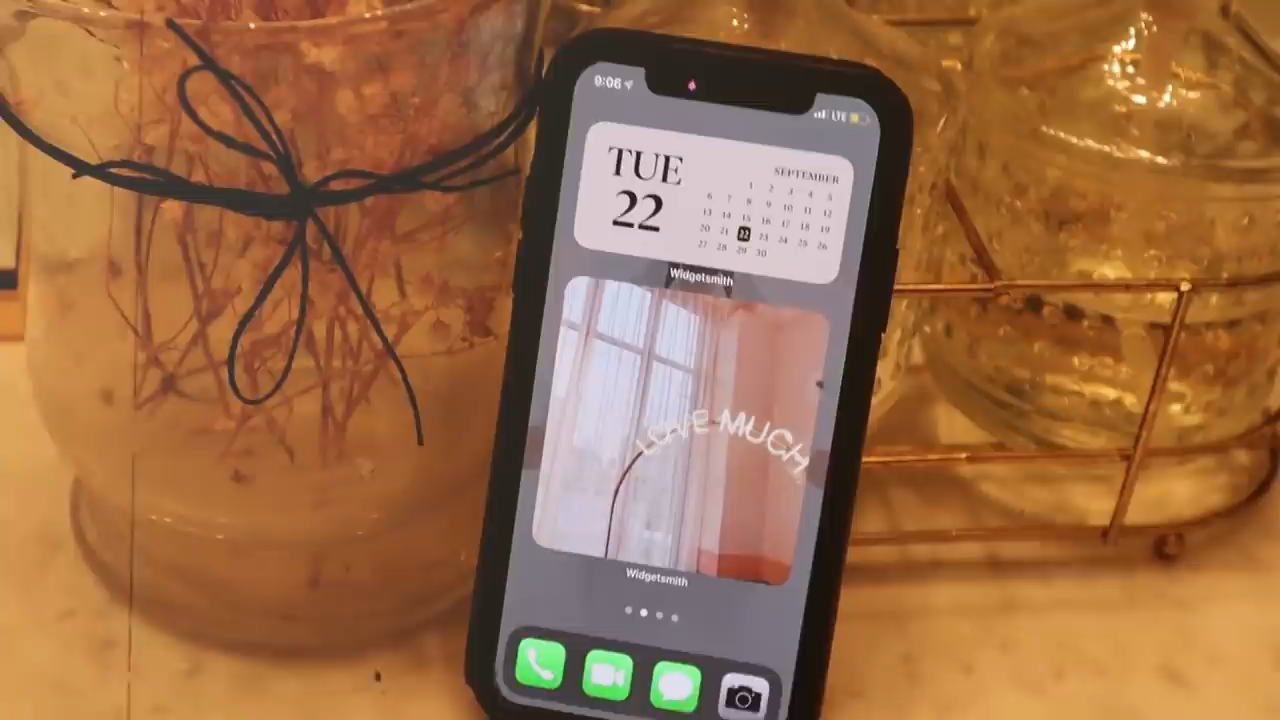 9:06
LTE
TUE
22
SEPTEMBER
1 2 3 4 5
6 7 8 9 10 11 12
13 14 15 16 17 18 19
20 21 22 23 24 25 26
27 28 29 30
Widgetsmith
LOVE MUCH
Widgetsmith